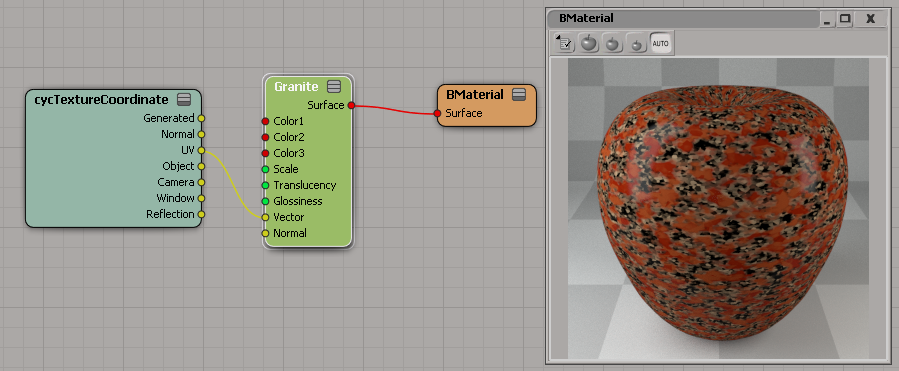 cycTextureCoordinate
Generated
Normal
UV
Object
Camera
Window
Reflection
Granite
Surface
Color1
Color2
Color3
Scale
Translucency
Glossiness
Vector
Normal
BMaterial
Surface
BMaterial
AUTO